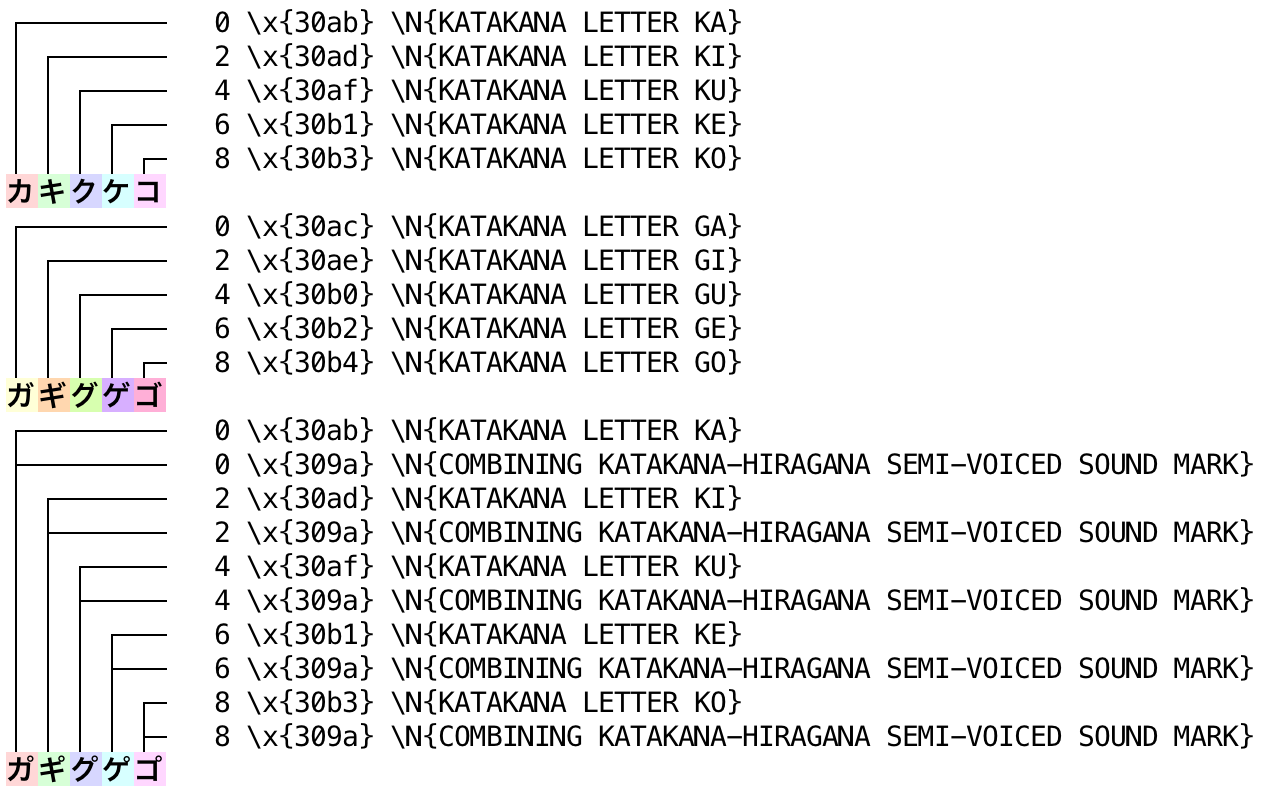 0 \x{30ab} \N{KATAKANA LETTER KA}
2 \x{30ad} \N{KATAKANA LETTER KI}
4 \x{30af} \N{KATAKANA LETTER KU}
6 \x{30b1} \N{KATAKANA LETTER KE}
8 \x{30b3} \N{KATAKANA LETTER KO}
カキクケコ
0 \x{30ac} \N{KATAKANA LETTER GA}
2 \x{30ae} \N{KATAKANA LETTER GI}
4 \x{30b0} \N{KATAKANA LETTER GU}
6 \x{30b2} \N{KATAKANA LETTER GE}
8 \x{30b4} \N{KATAKANA LETTER GO}
ガギグゲゴ
0 \x{30ab} \N{KATAKANA LETTER KA}
0 \x{309a} \N{COMBINING KATAKANA-HIRAGANA SEMI-VOICED SOUND MARK}
2 \x{30ad} \N{KATAKANA LETTER KI}
2 \x{309a} \N{COMBINING KATAKANA-HIRAGANA SEMI-VOICED SOUND MARK}
4 \x{30af} \N{KATAKANA LETTER KU}
4 \x{309a} \N{COMBINING KATAKANA-HIRAGANA SEMI-VOICED SOUND MARK}
6 \x{30b1} \N{KATAKANA LETTER KE}
6 \x{309a} \N{COMBINING KATAKANA-HIRAGANA SEMI-VOICED SOUND MARK}
8 \x{30b3} \N{KATAKANA LETTER KO}
8 \x{309a} \N{COMBINING KATAKANA-HIRAGANA SEMI-VOICED SOUND MARK}
カ゚キ゚ク゚ケ゚コ゚